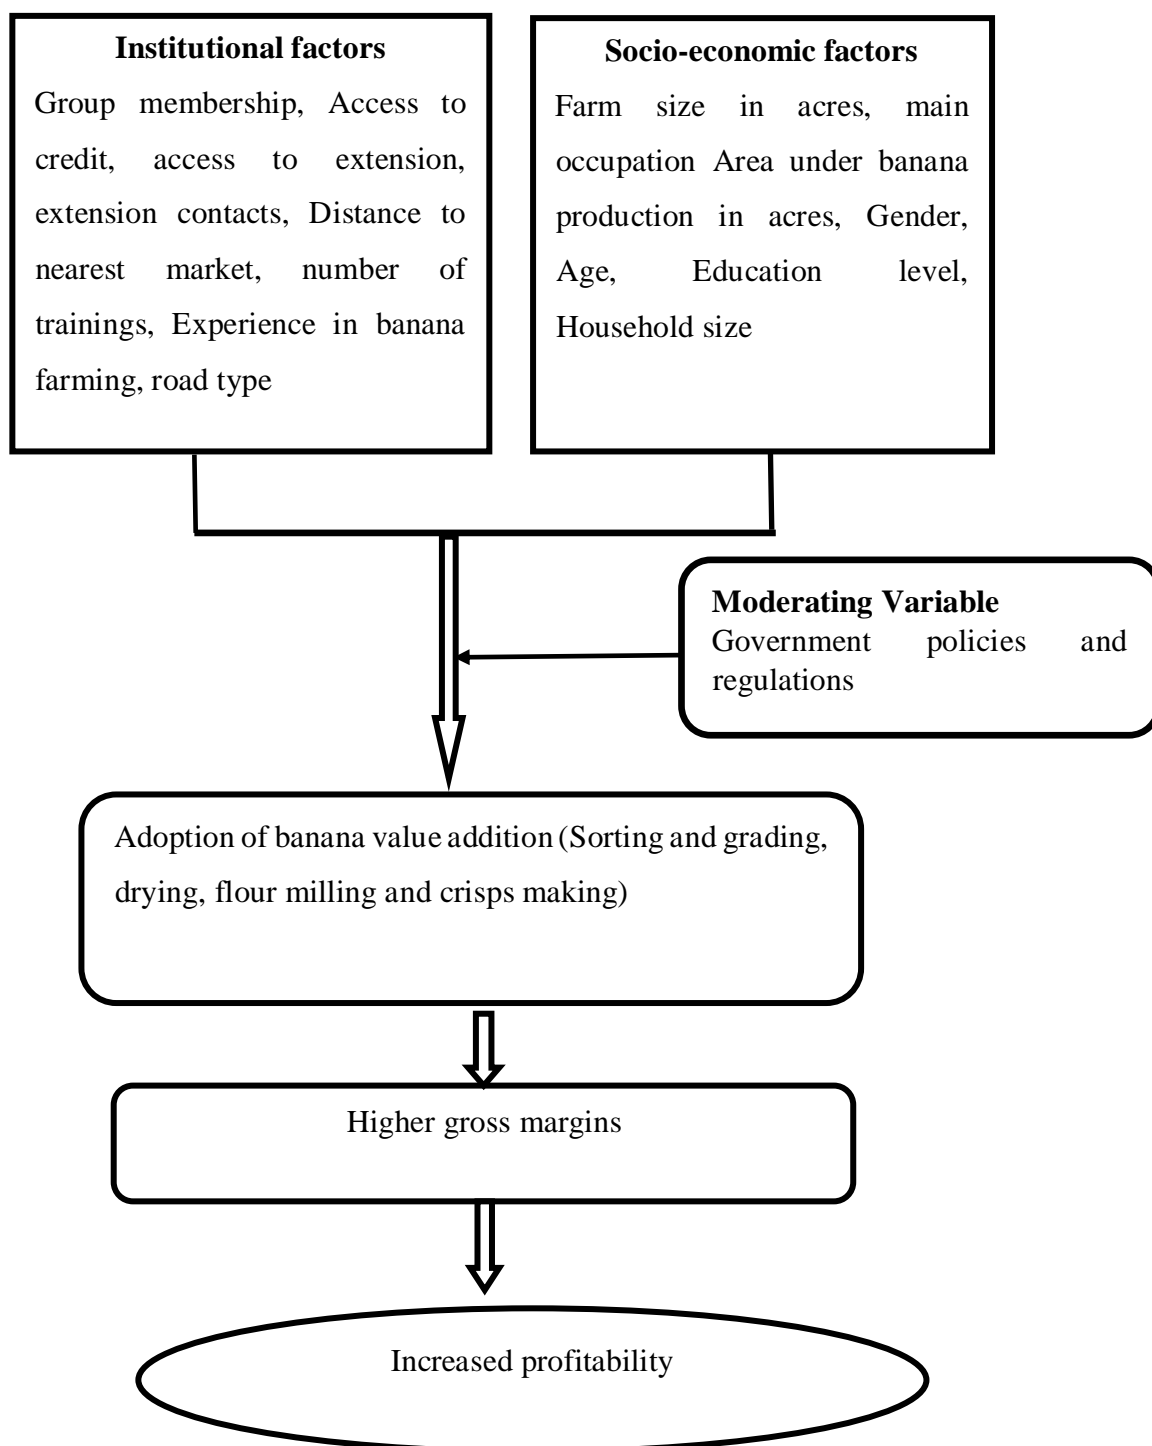 Institutional factors
Group membership, Access to
credit, access to extension,
extension contacts, Distance to
nearest market, number of
trainings, Experience in banana
farming, road type
Socio-economic factors
Farm size in acres, main
occupation Area under banana
production in acres, Gender,
Age, Education level,
Household size
Moderating Variable
Government policies and
regulations
Adoption of banana value addition (Sorting and grading,
drying, flour milling and crisps making)
Higher gross margins
Increased profitability